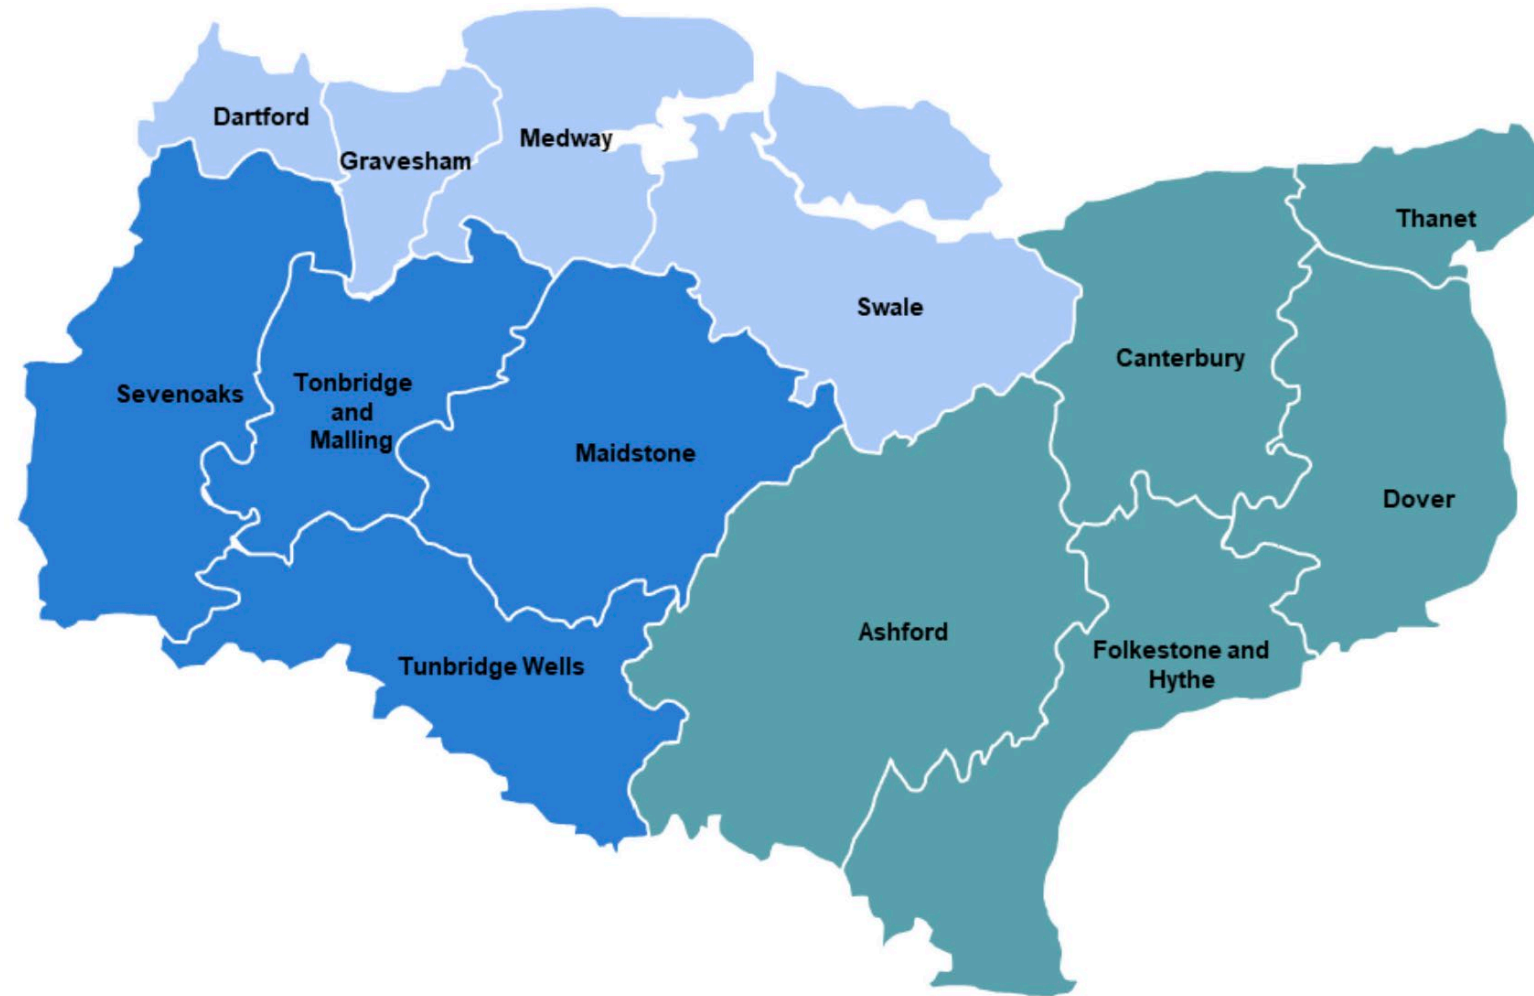 Dartford
Gravesham
Medway
Thanet
Swale
Canterbury
Sevenoaks
Tonbridge
and
Malling
Maidstone
Dover
Ashford
Folkestone and
Hythe
Tunbridge Wells